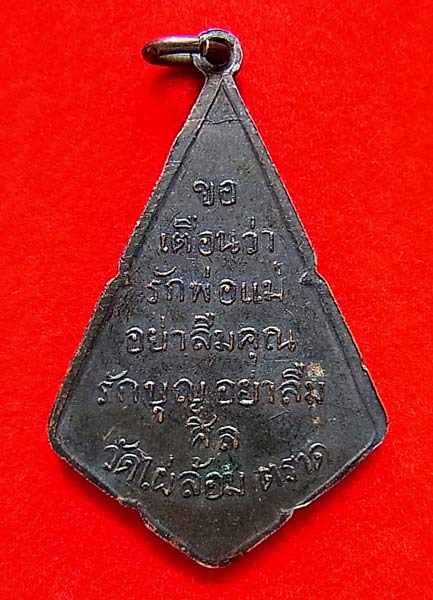 ขอ
เตือนว่า
รักพ่อแม่
อย่าลืมคุณ
รักบุญอย่าลืม
ศีล
วัดไผ่ล้อม ตราด